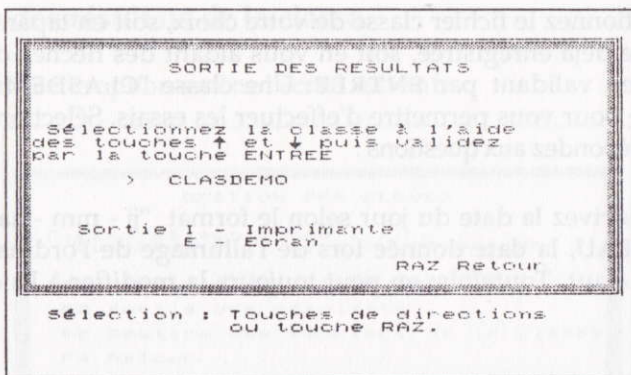 SORTIE DES RESULTATS
Sélectionnez la classe à l'aide
des touches ↑ et ↓ puis validez
par la touche ENTREE
> CLASDEMO
Sortie I - Imprimante
E - Ecran
RAZ Retour
Sélection : Touches de directions
ou touche RAZ.